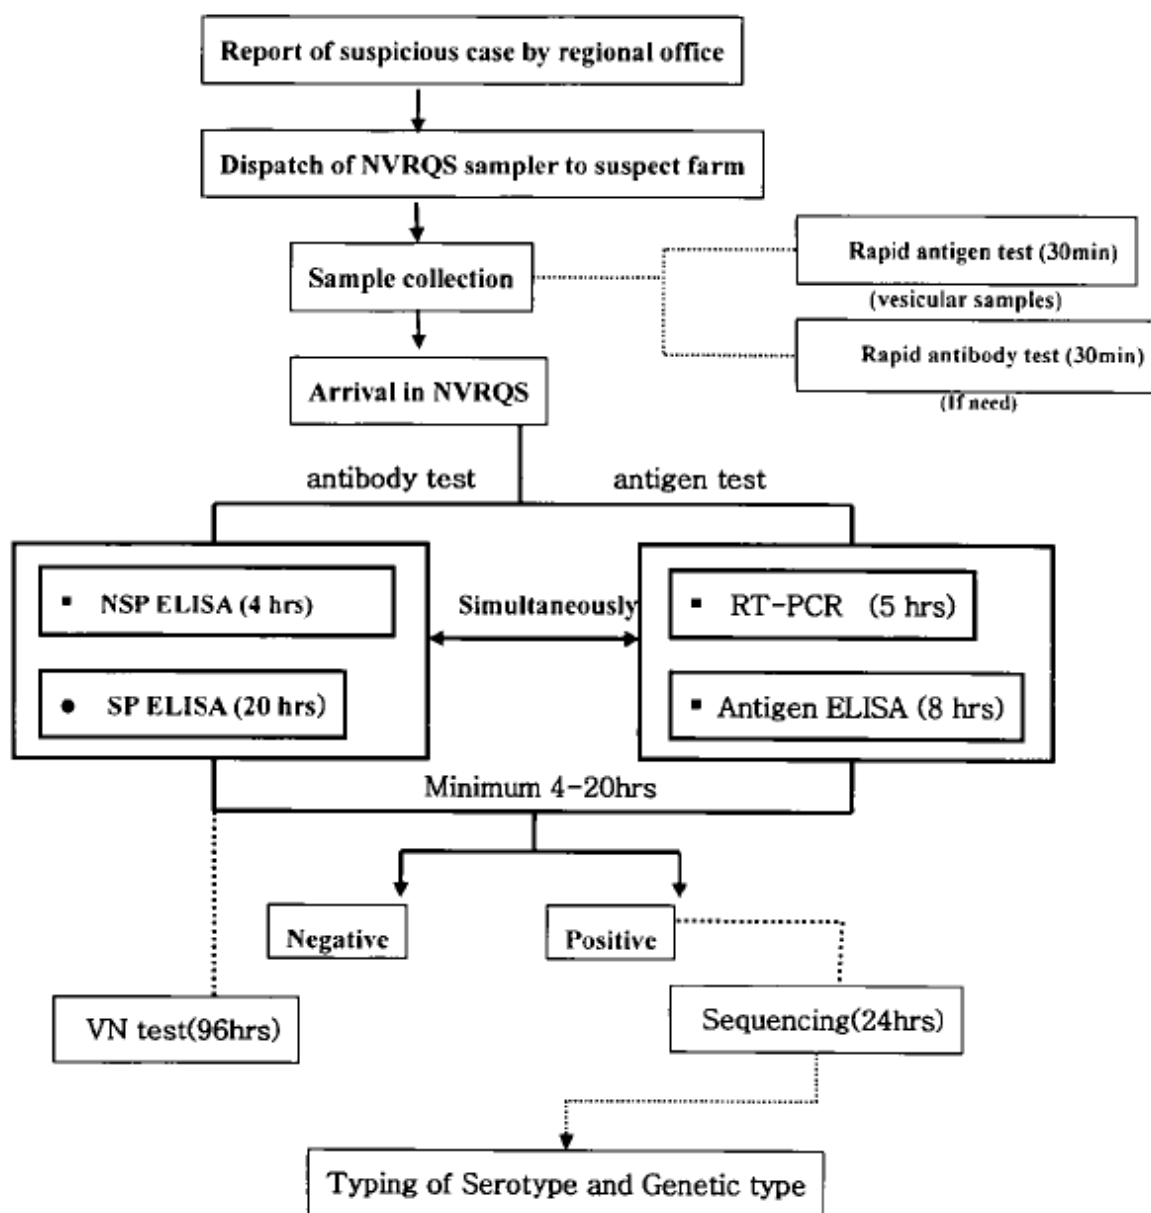 Report of suspicious case by regional office
Dispatch of NVRQS sampler to suspect farm
Sample collection
Rapid antigen test (30min)
(vesicular samples)
Rapid antibody test (30min)
(If need)
Arrival in NVRQS
antibody test
antigen test
▪ NSP ELISA (4 hrs)
● SP ELISA (20 hrs)
Simultaneously
▪ RT-PCR (5 hrs)
▪ Antigen ELISA (8 hrs)
Minimum 4-20hrs
Negative
Positive
VN test(96hrs)
Sequencing(24hrs)
Typing of Serotype and Genetic type